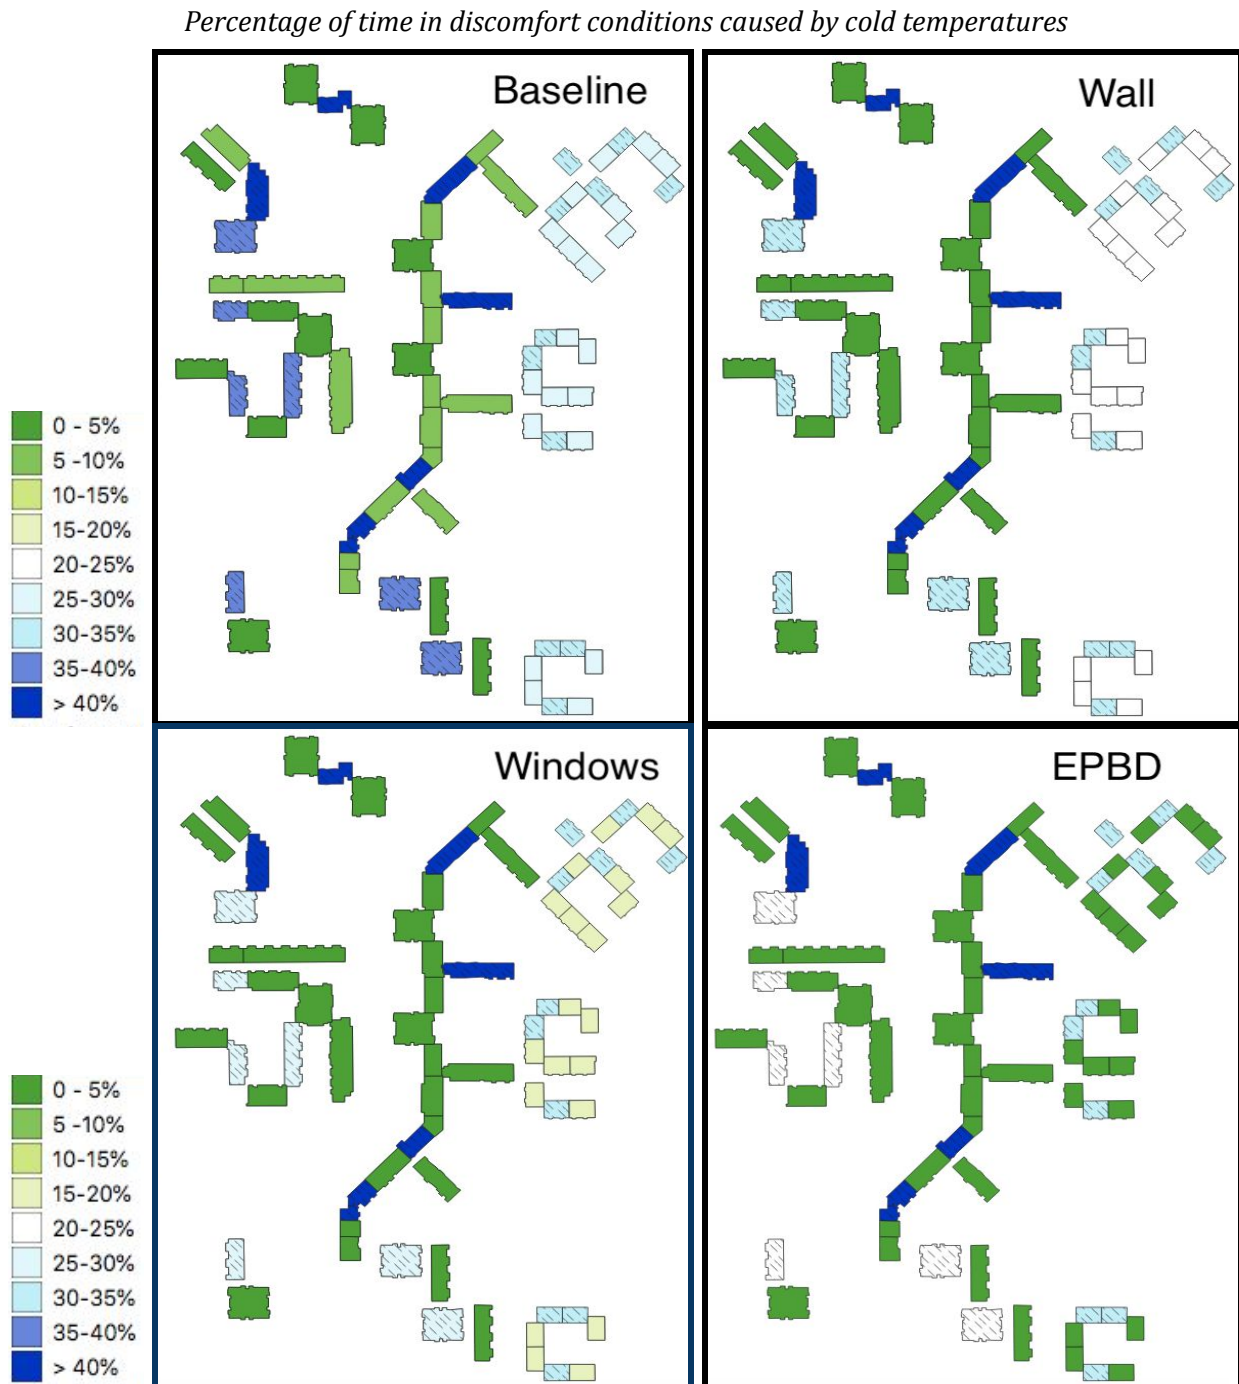 Percentage of time in discomfort conditions caused by cold temperatures
Baseline
Wall
0 - 5%
5 -10%
10-15%
15-20%
20-25%
25-30%
30-35%
35-40%
> 40%
Windows
EPBD
0 - 5%
5 -10%
10-15%
15-20%
20-25%
25-30%
30-35%
35-40%
> 40%